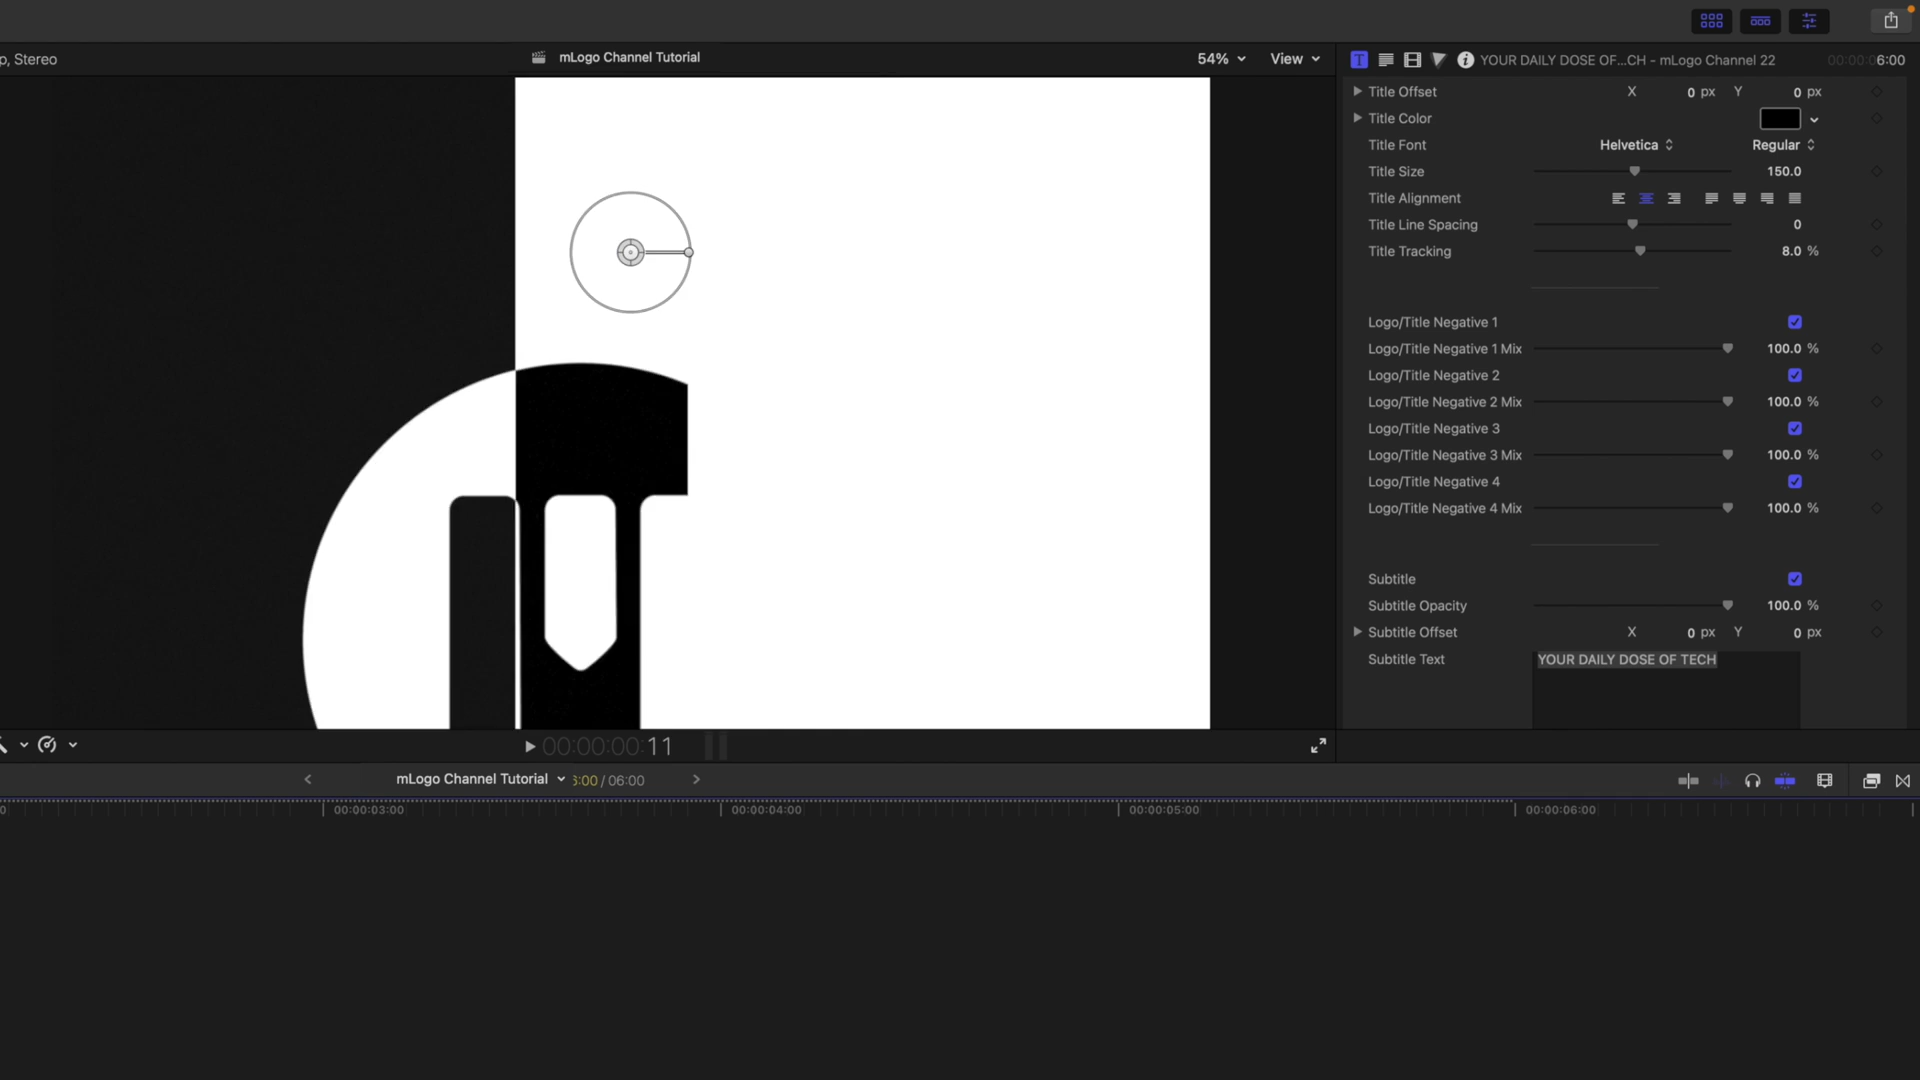 p, Stereo
mLogo Channel Tutorial
54%
View
T
i
YOUR DAILY DOSE OF...CH - mLogo Channel 22
00:00:06:00
Title Offset X 0 px Y 0 px
Title Color
Title Font Helvetica Regular
Title Size 150.0
Title Alignment
Title Line Spacing 0
Title Tracking 8.0 %
Logo/Title Negative 1
Logo/Title Negative 1 Mix 100.0 %
Logo/Title Negative 2
Logo/Title Negative 2 Mix 100.0 %
Logo/Title Negative 3
Logo/Title Negative 3 Mix 100.0 %
Logo/Title Negative 4
Logo/Title Negative 4 Mix 100.0 %
Subtitle
Subtitle Opacity 100.0 %
Subtitle Offset X 0 px Y 0 px
Subtitle Text YOUR DAILY DOSE OF TECH
00:00:00:11
mLogo Channel Tutorial
6:00 / 06:00
0
00:00:03:00
00:00:04:00
00:00:05:00
00:00:06:00